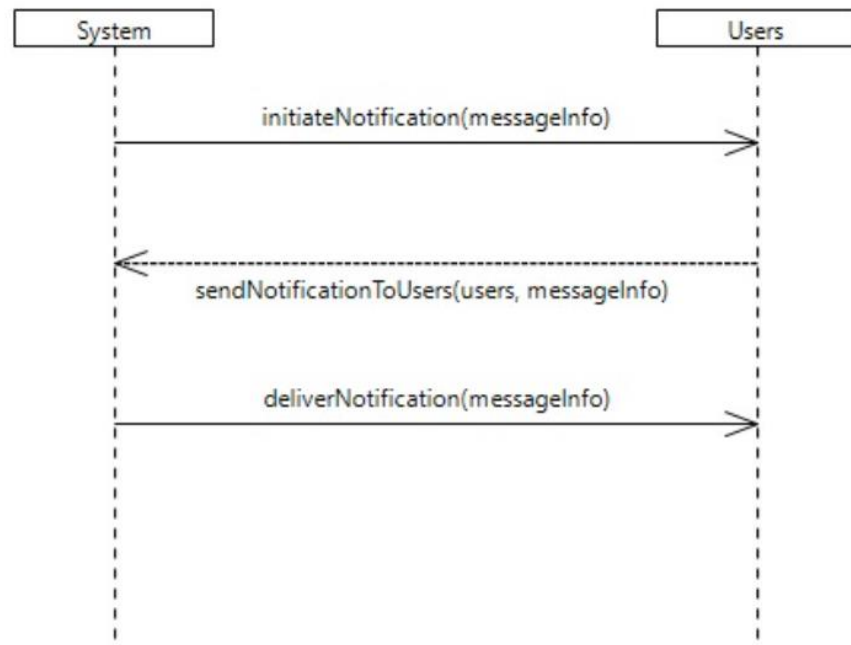 System
Users
initiateNotification(messageInfo)
sendNotificationToUsers(users, messageInfo)
deliverNotification(messageInfo)